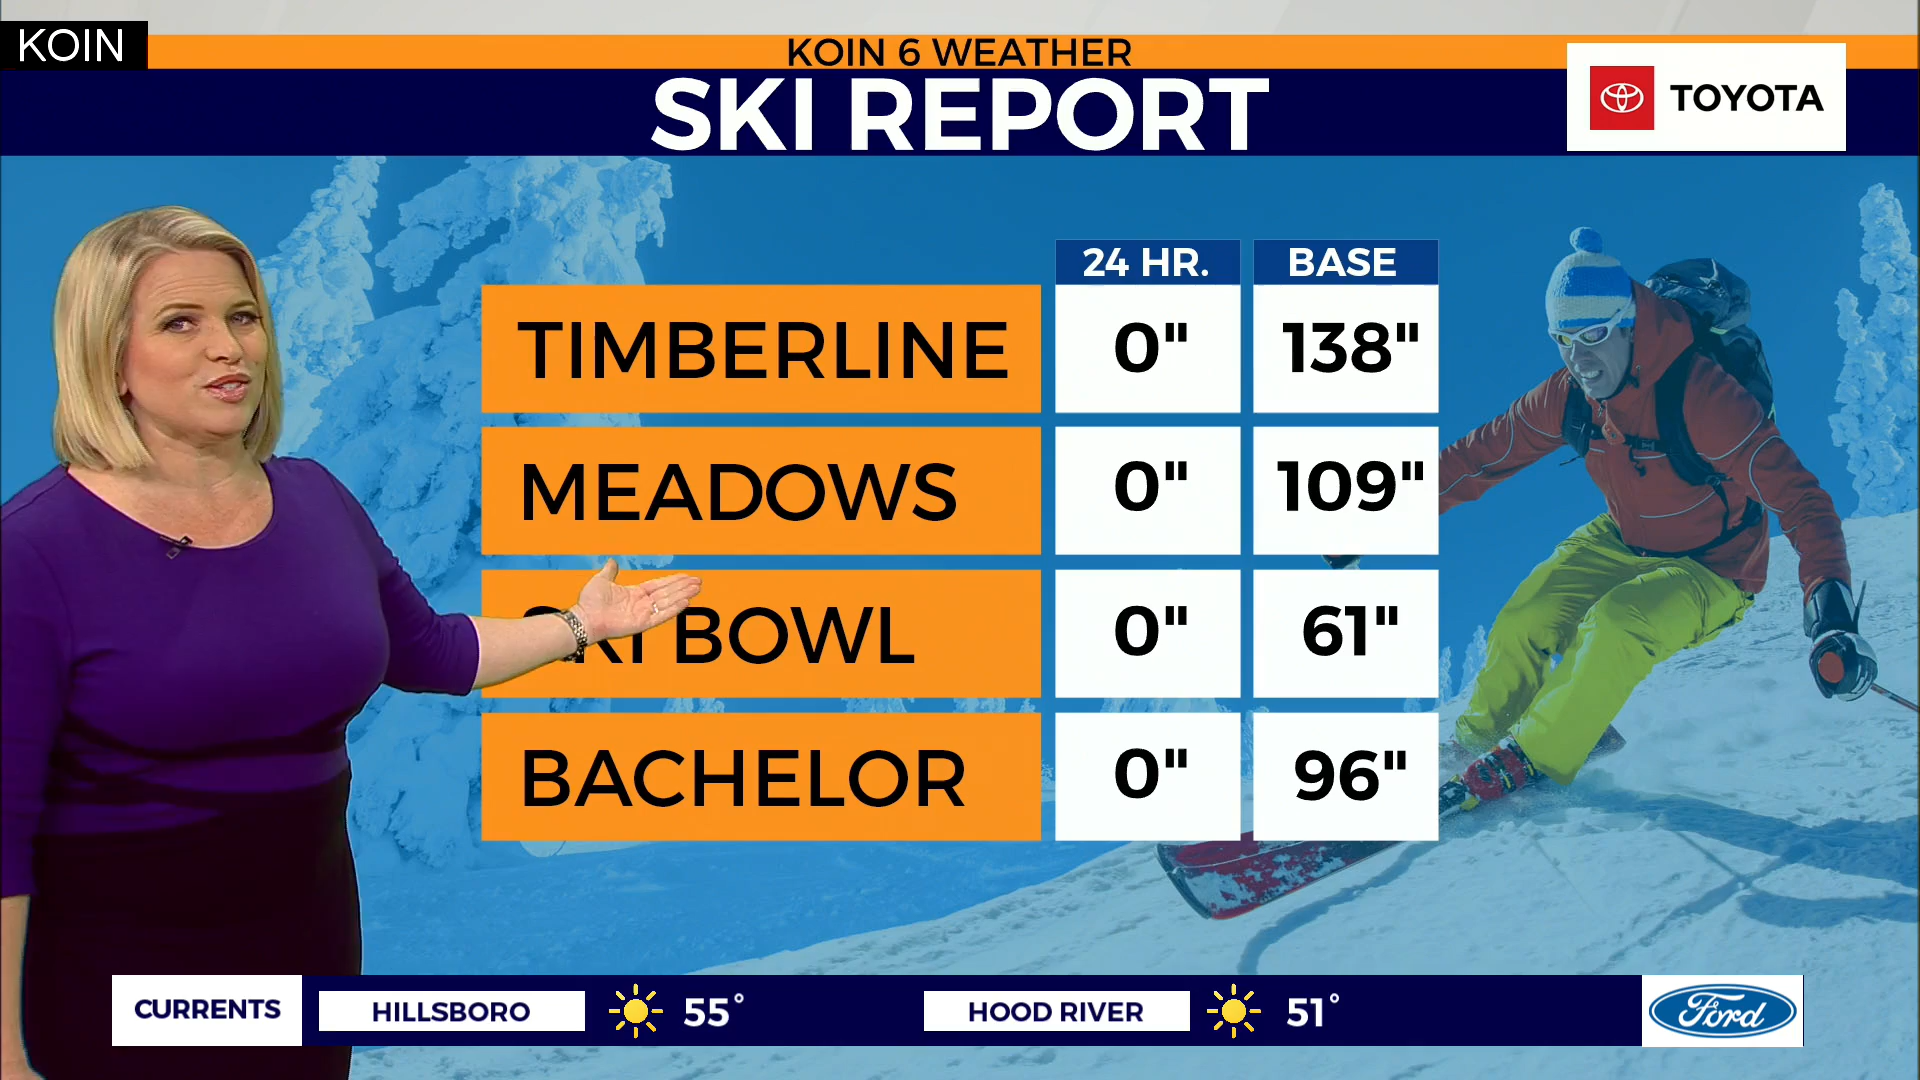 KOIN
KOIN 6 WEATHER
SKI REPORT
TOYOTA
24 HR. BASE
TIMBERLINE 0" 138"
MEADOWS 0" 109"
SKI BOWL 0" 61"
BACHELOR 0" 96"
CURRENTS HILLSBORO 55° HOOD RIVER 51° Ford